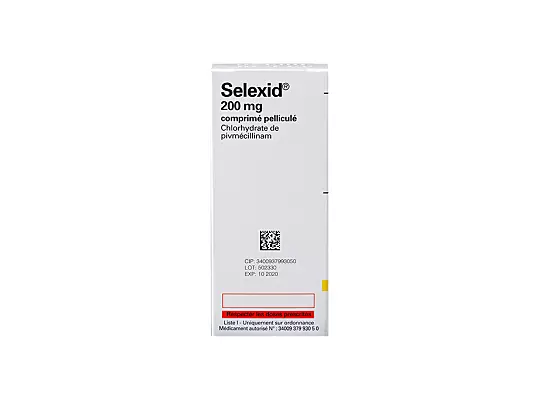 Selexid®
200 mg
comprimé pelliculé
Chlorhydrate de
pivmécillinam
CIP: 3400937993050
LOT: 502330
EXP: 10 2020
Respecter les doses prescrites
Liste I - Uniquement sur ordonnance
Médicament autorisé N° : 34009 379 930 5 0